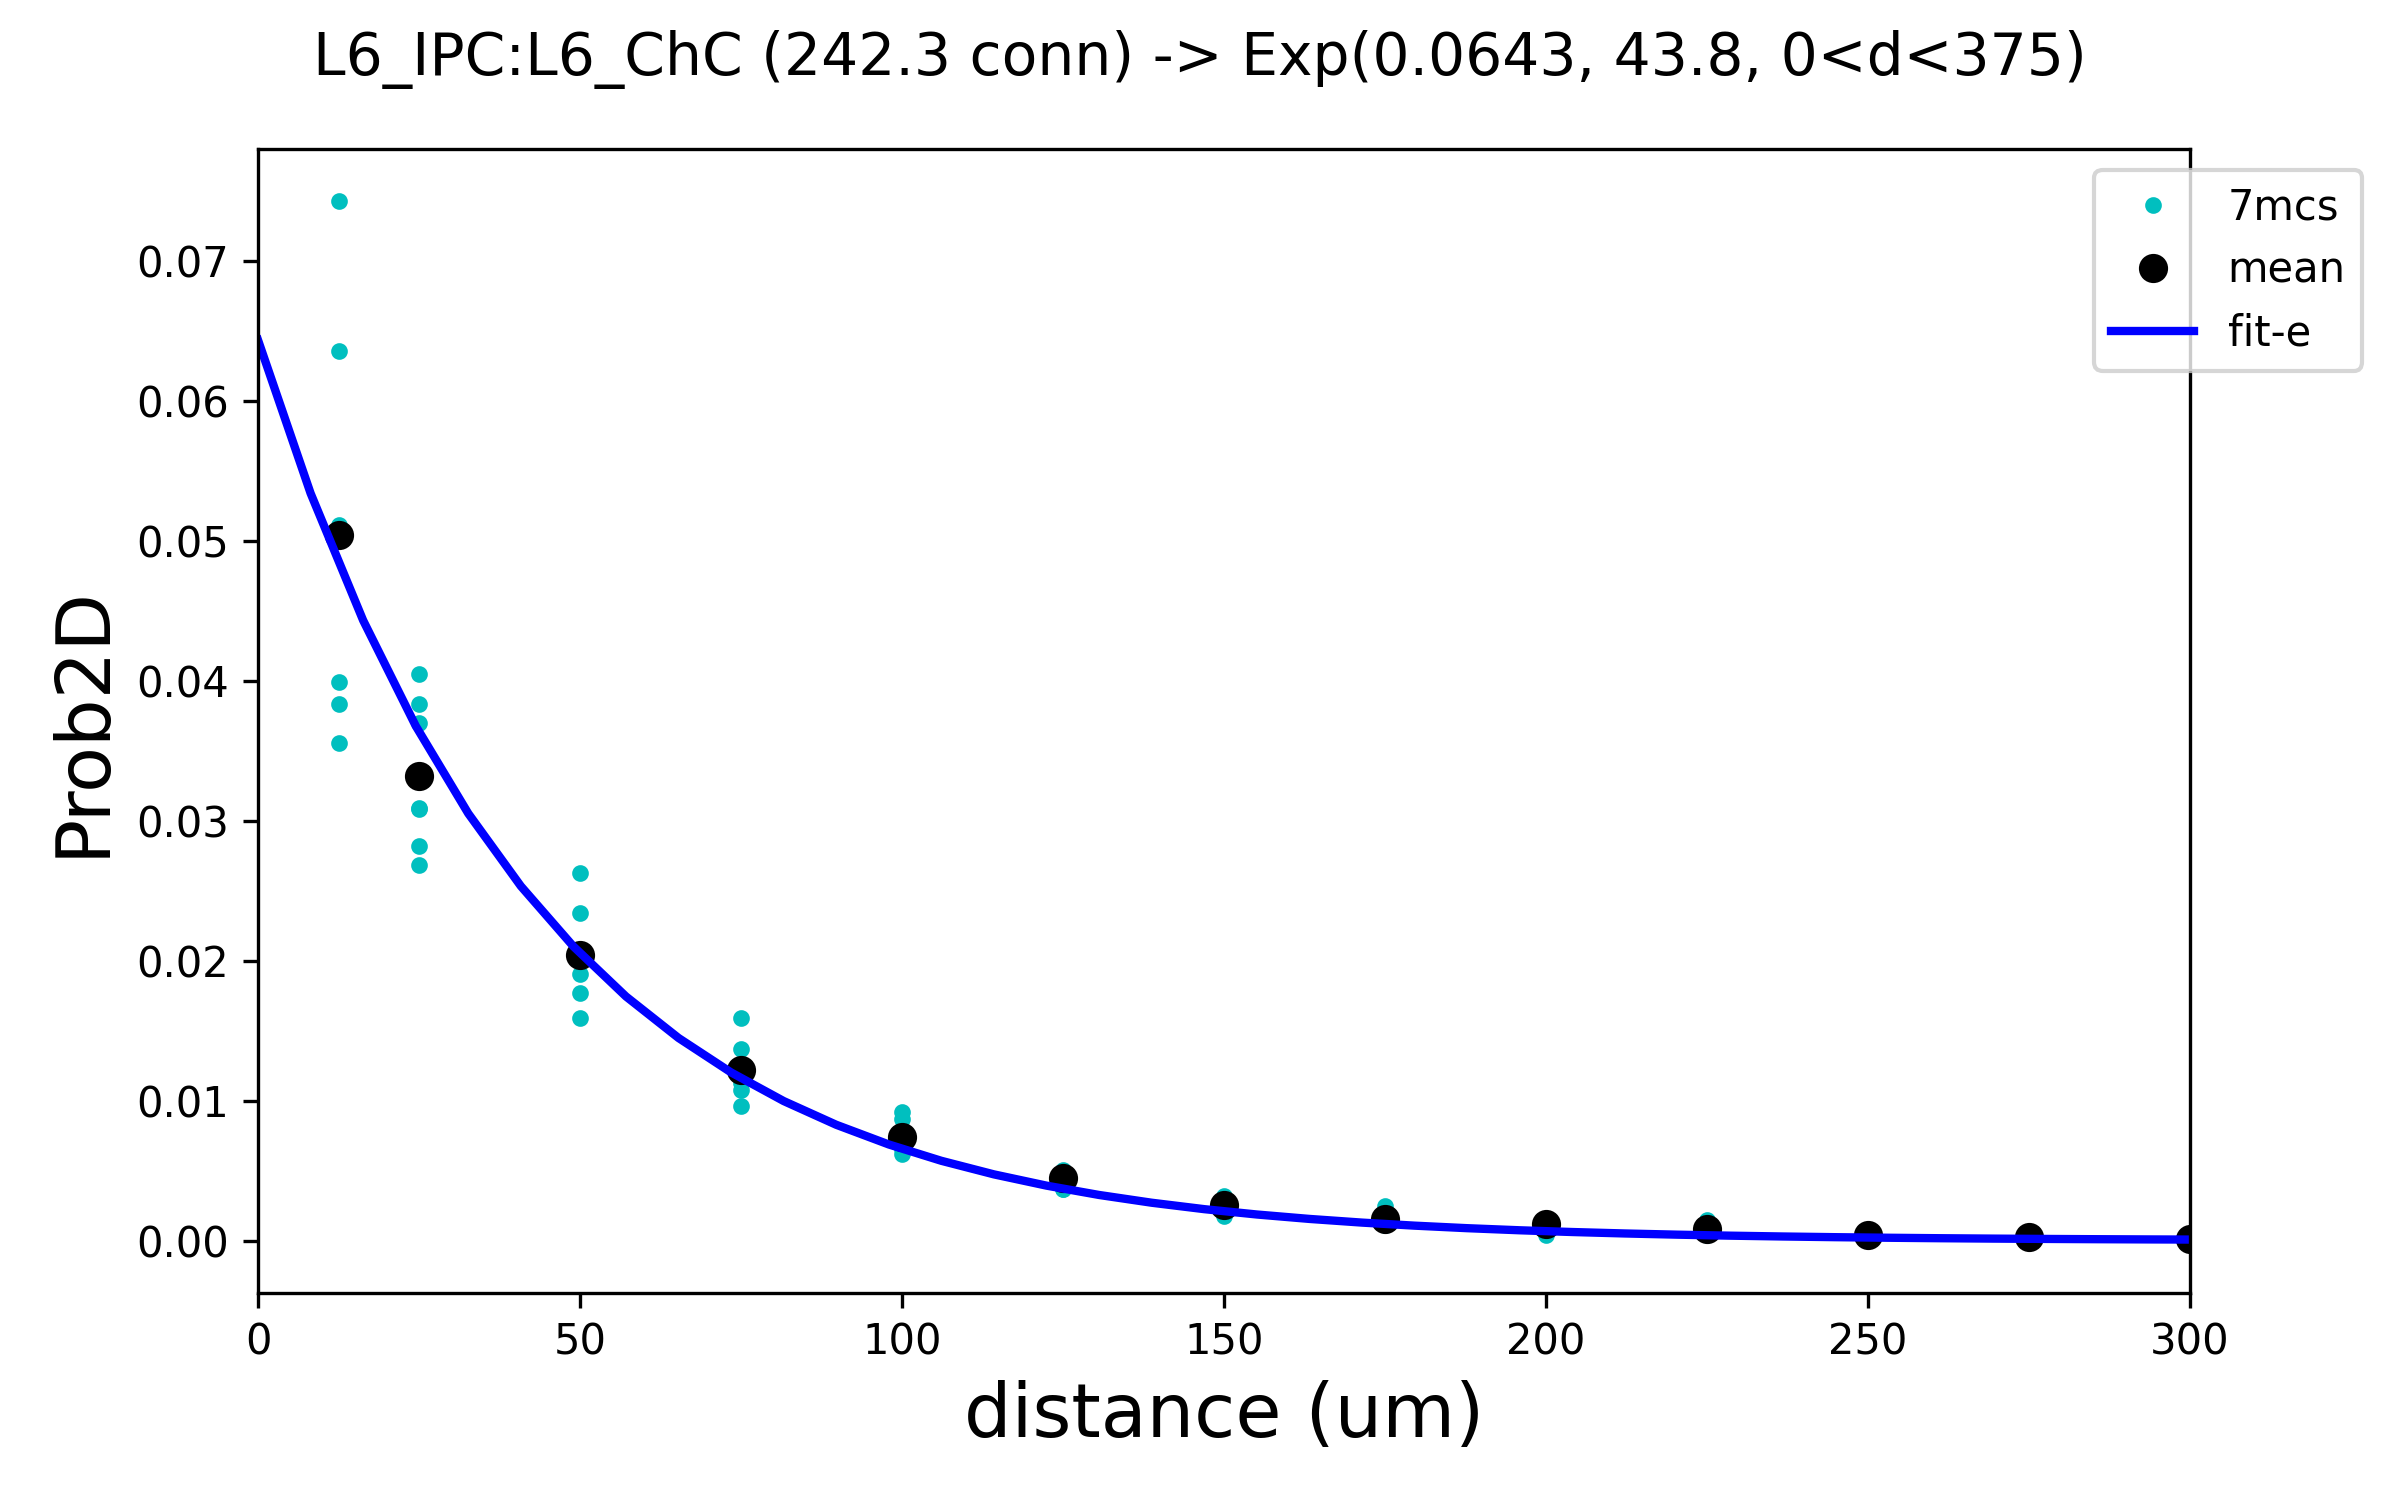 L6_IPC:L6_ChC (242.3 conn) -> Exp(0.0643, 43.8, 0<d<375)
7mcs
mean
fit-e
Prob2D
0.07
0.06
0.05
0.04
0.03
0.02
0.01
0.00
0 50 100 150 200 250 300
distance (um)